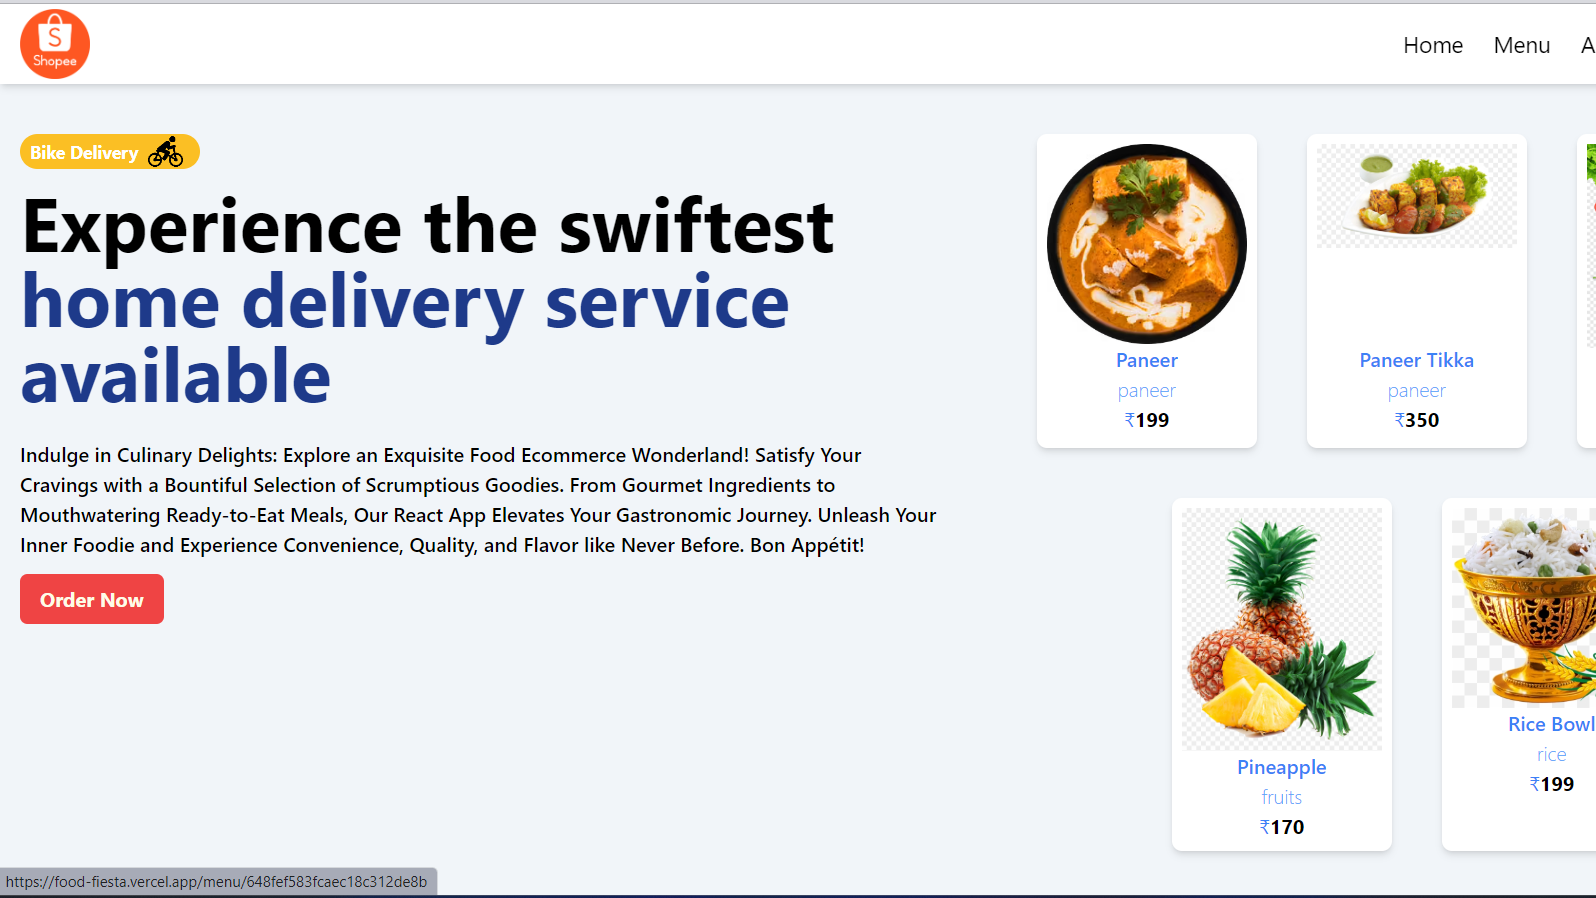 S
Shopee
Home Menu A
Bike Delivery
Experience the swiftest
home delivery service
available
Indulge in Culinary Delights: Explore an Exquisite Food Ecommerce Wonderland! Satisfy Your
Cravings with a Bountiful Selection of Scrumptious Goodies. From Gourmet Ingredients to
Mouthwatering Ready-to-Eat Meals, Our React App Elevates Your Gastronomic Journey. Unleash Your
Inner Foodie and Experience Convenience, Quality, and Flavor like Never Before. Bon Appétit!
Order Now
Paneer
paneer
₹199
Paneer Tikka
paneer
₹350
Pineapple
fruits
₹170
Rice Bowl
rice
₹199
https://food-fiesta.vercel.app/menu/648fef583fcaec18c312de8b